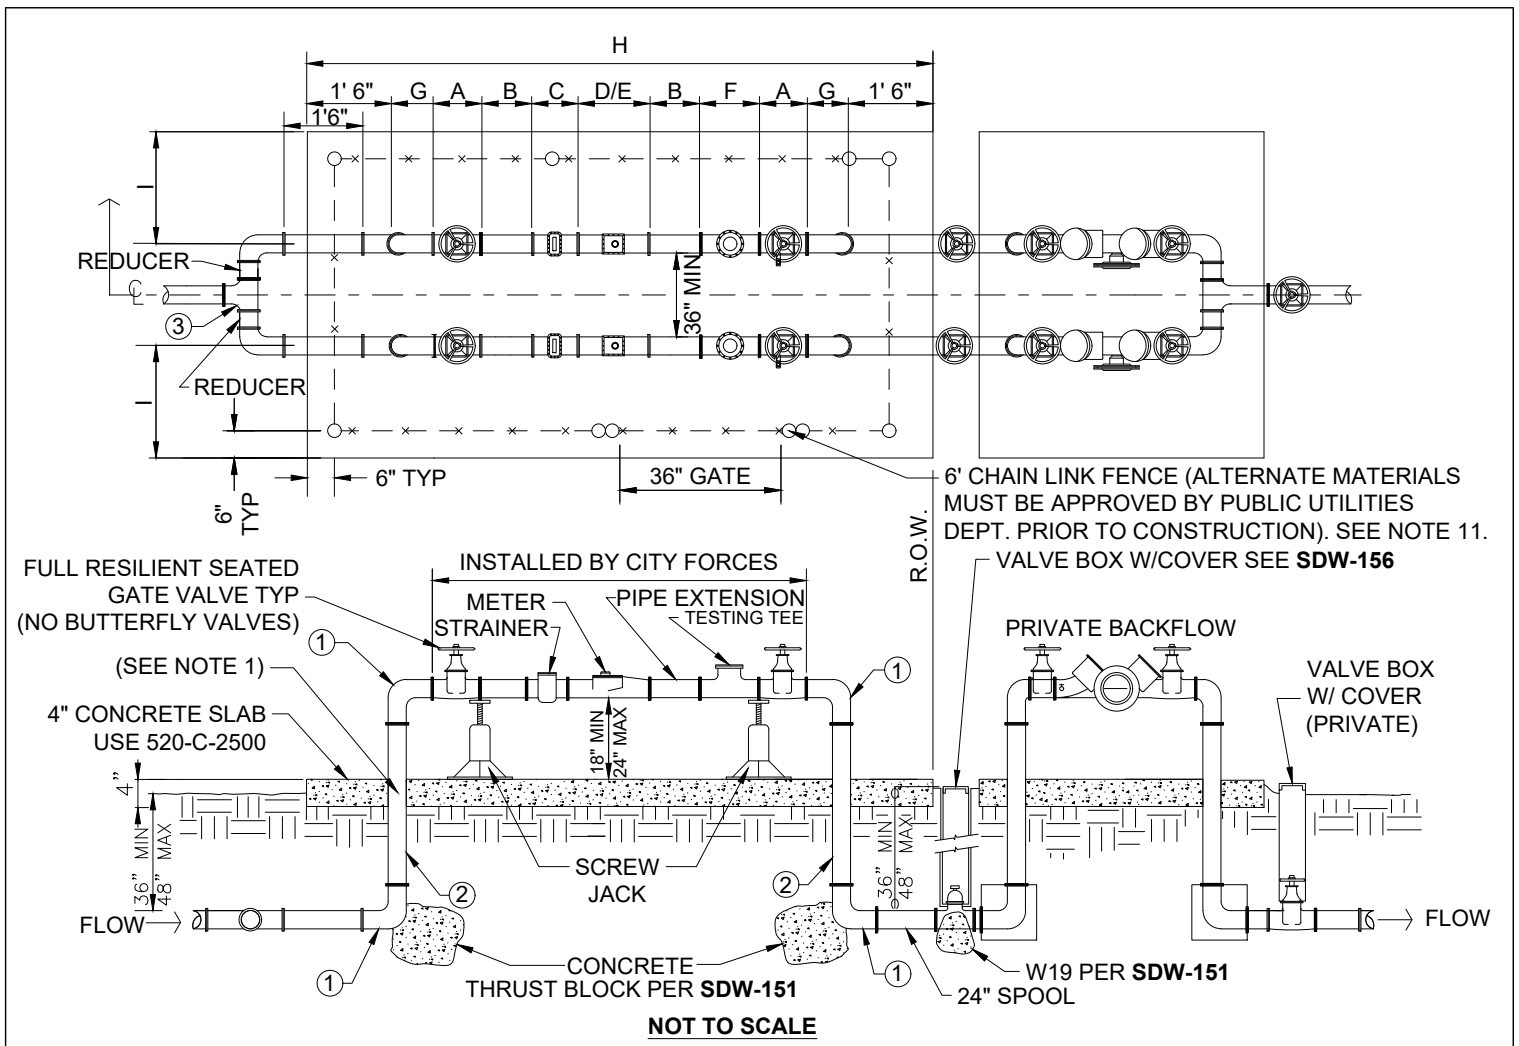 H
1' 6" G A B C D/E B F A G 1' 6"
1'6"
I
REDUCER
36" MIN
C
L
3
REDUCER
I
6" TYP
36" GATE
6"
TYP
6' CHAIN LINK FENCE (ALTERNATE MATERIALS
MUST BE APPROVED BY PUBLIC UTILITIES
DEPT. PRIOR TO CONSTRUCTION). SEE NOTE 11.
R.O.W.
VALVE BOX W/COVER SEE SDW-156
FULL RESILIENT SEATED
GATE VALVE TYP
(NO BUTTERFLY VALVES)
INSTALLED BY CITY FORCES
METER
STRAINER
PIPE EXTENSION
TESTING TEE
PRIVATE BACKFLOW
1
1
(SEE NOTE 1)
VALVE BOX
W/ COVER
(PRIVATE)
4" CONCRETE SLAB
USE 520-C-2500
18" MIN
24" MAX
4"
36" MIN
48" MAX
36" MIN
48" MAX
SCREW
JACK
2
2
FLOW
FLOW
CONCRETE
THRUST BLOCK PER SDW-151
1
1
W19 PER SDW-151
24" SPOOL
NOT TO SCALE